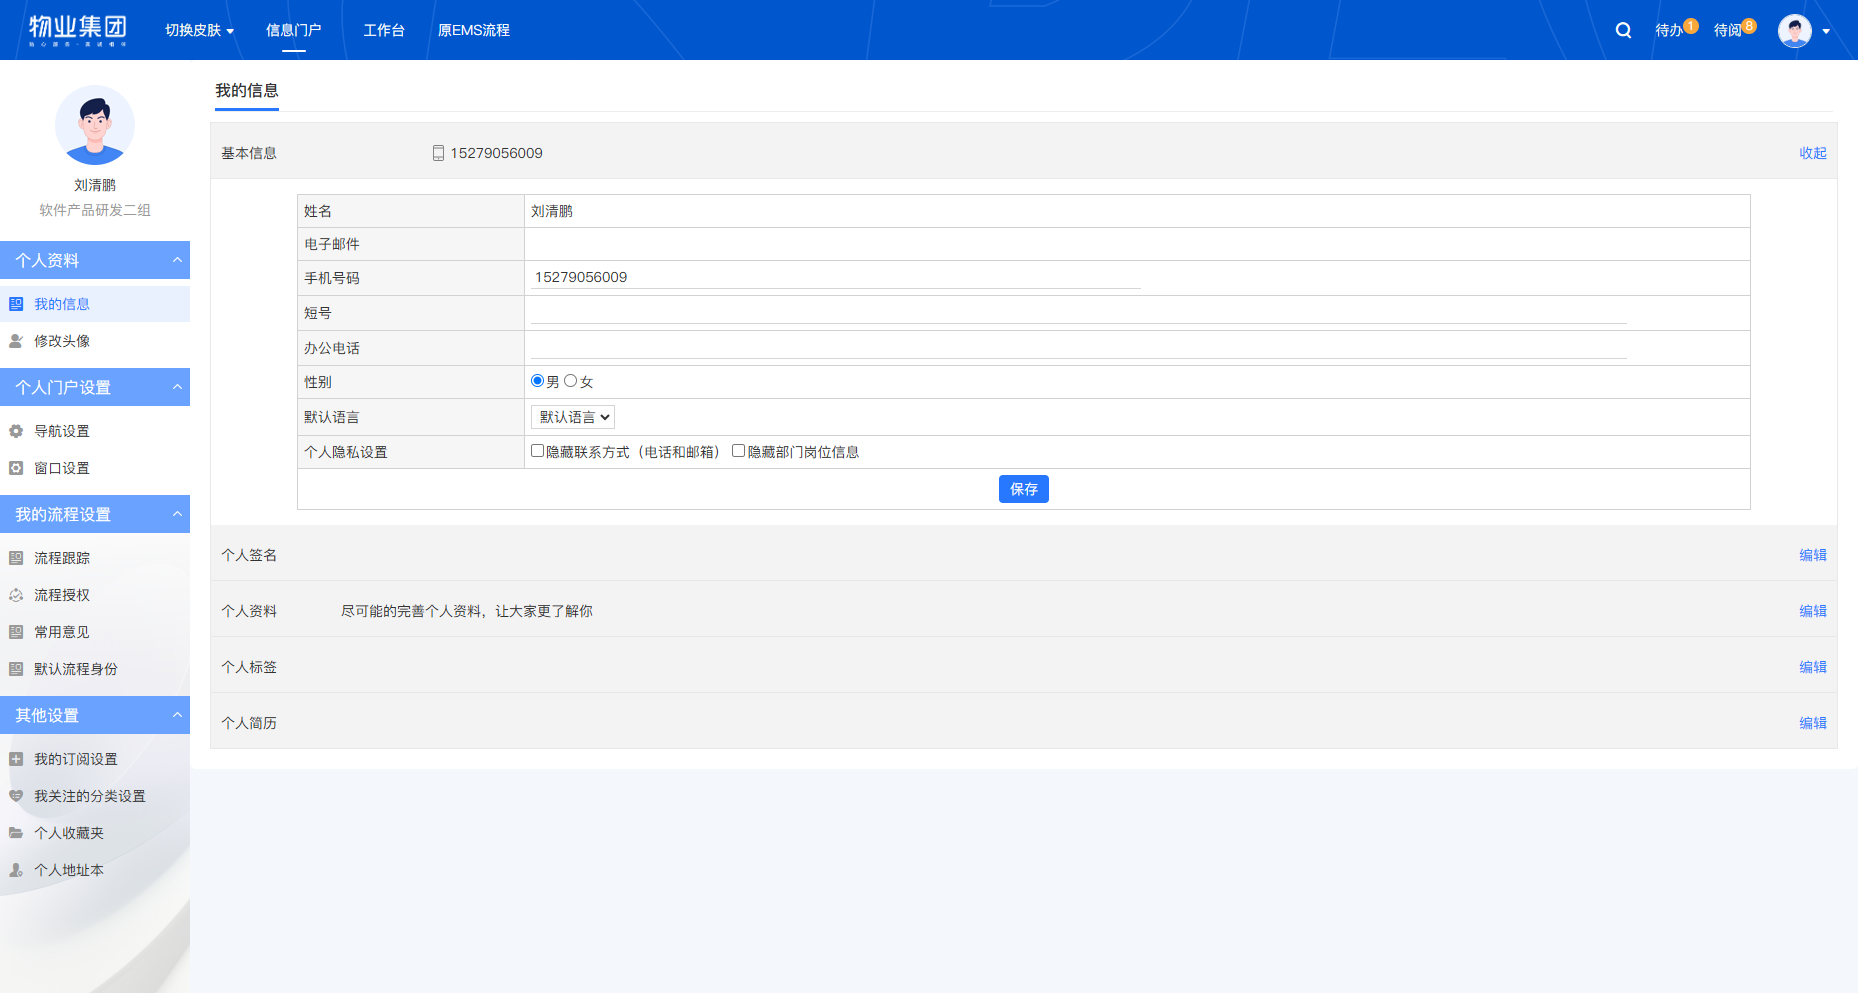 物业集团
切换皮肤
信息门户
工作台
原EMS流程
待办 1
待阅 8
刘清鹏
软件产品研发二组
个人资料
我的信息
修改头像
个人门户设置
导航设置
窗口设置
我的流程设置
流程跟踪
流程授权
常用意见
默认流程身份
其他设置
我的订阅设置
我关注的分类设置
个人收藏夹
个人地址本
我的信息
基本信息 15279056009 收起
姓名 刘清鹏
电子邮件
手机号码 15279056009
短号
办公电话
性别 男 女
默认语言 默认语言
个人隐私设置 隐藏联系方式（电话和邮箱） 隐藏部门岗位信息
保存
个人签名 编辑
个人资料 尽可能的完善个人资料，让大家更了解你 编辑
个人标签 编辑
个人简历 编辑